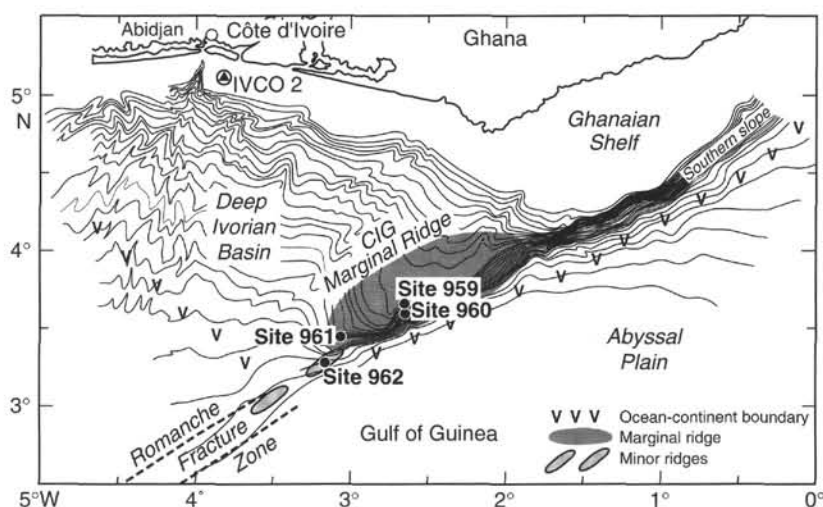 Abidjan
Côte d'Ivoire
Ghana
IVCO 2
5°
N
Ghanaian
Shelf
Southern slope
Deep
Ivorian
Basin
CIG
Marginal Ridge
4°
Site 959
Site 960
Site 961
Site 962
Abyssal
Plain
3°
Romanche
Fracture
Zone
Gulf of Guinea
V V V Ocean-continent boundary
Marginal ridge
Minor ridges
5°W 4° 3° 2° 1° 0°